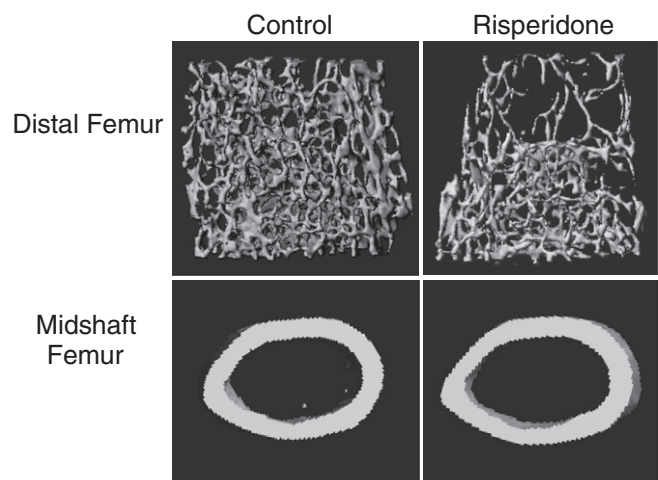 Control
Risperidone
Distal Femur
Midshaft
Femur